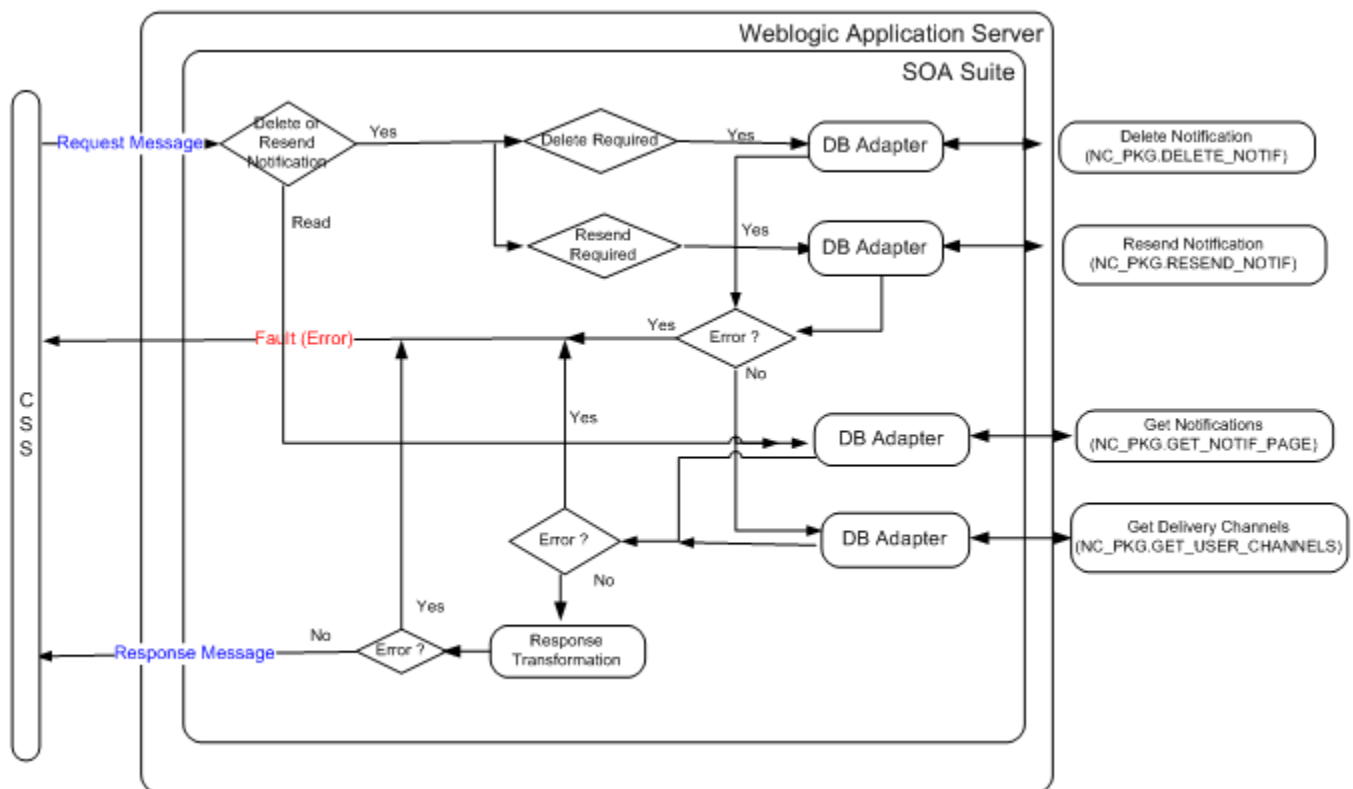 Weblogic Application Server
SOA Suite
Request Message
Delete or
Resend
Notification
Yes
Delete Required
Yes
DB Adapter
Delete Notification
(NC_PKG.DELETE_NOTIF)
Read
Resend
Required
Yes
DB Adapter
Resend Notification
(NC_PKG.RESEND_NOTIF)
Fault (Error)
Yes
Error ?
No
C
S
S
Yes
DB Adapter
Get Notifications
(NC_PKG.GET_NOTIF_PAGE)
Error ?
No
DB Adapter
Get Delivery Channels
(NC_PKG.GET_USER_CHANNELS)
Yes
Response Message
No
Error ?
Response
Transformation